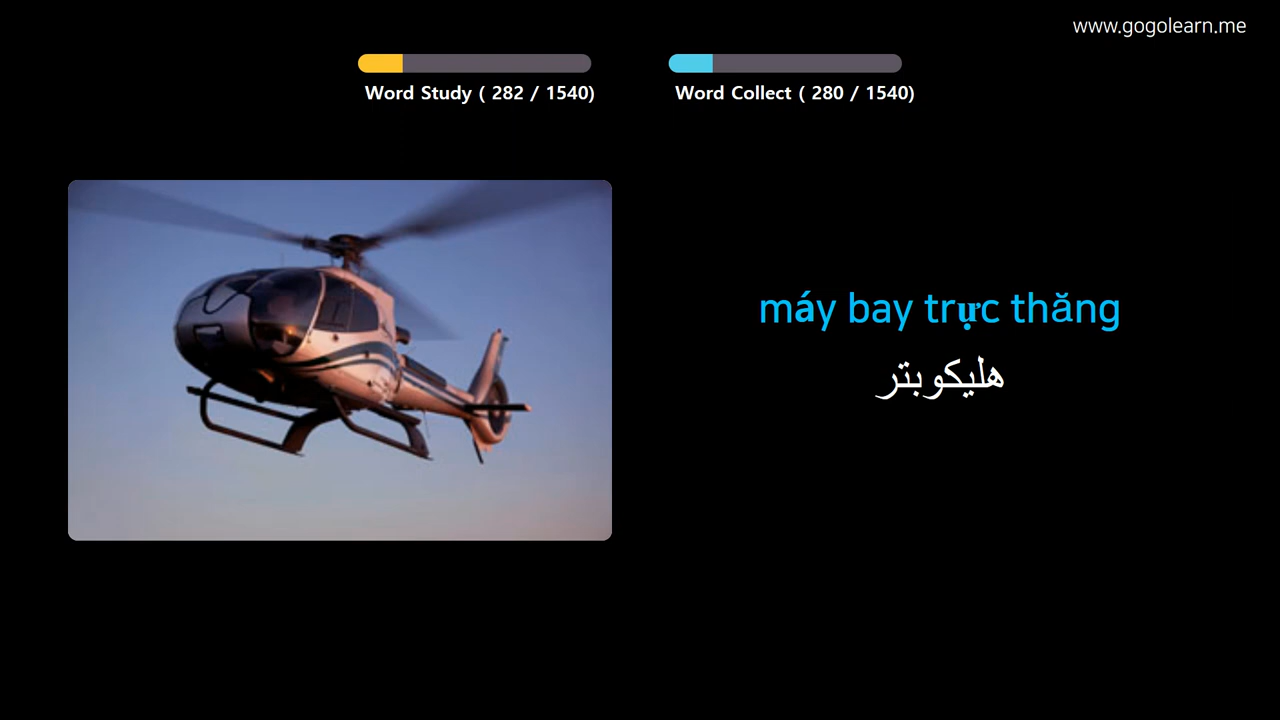 www.gogolearn.me
Word Study ( 282 / 1540)
Word Collect ( 280 / 1540)
máy bay trực thăng
هليكوبتر